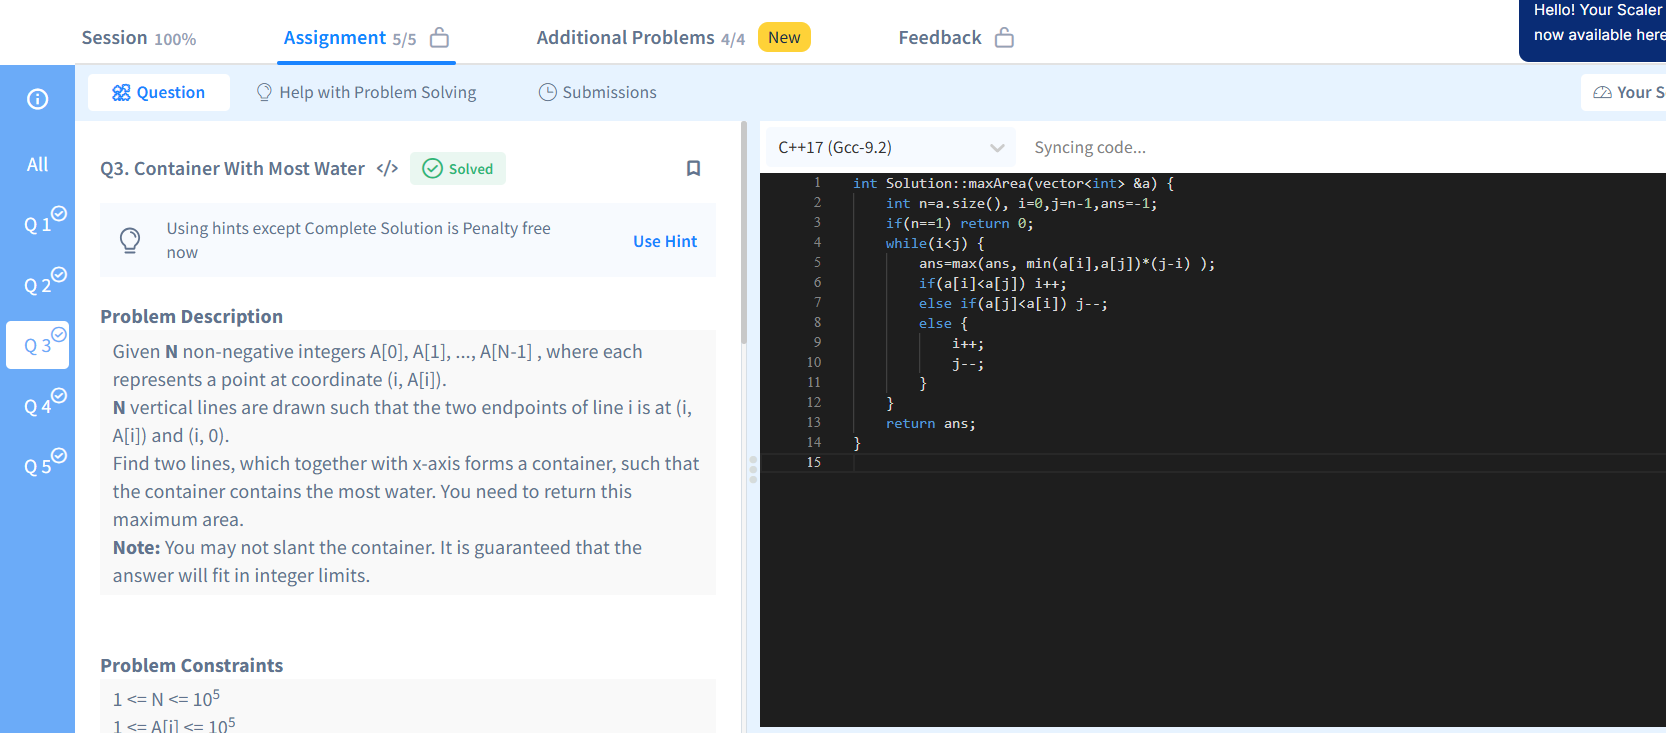 Session 100%
Assignment 5/5
Additional Problems 4/4 New
Feedback
Hello! Your Scaler
now available here
Question
Help with Problem Solving
Submissions
Your S
All
Q 1
Q 2
Q 3
Q 4
Q 5
Q3. Container With Most Water </> Solved
Using hints except Complete Solution is Penalty free
now
Use Hint
Problem Description
Given N non-negative integers A[0], A[1], ..., A[N-1] , where each
represents a point at coordinate (i, A[i]).
N vertical lines are drawn such that the two endpoints of line i is at (i,
A[i]) and (i, 0).
Find two lines, which together with x-axis forms a container, such that
the container contains the most water. You need to return this
maximum area.
Note: You may not slant the container. It is guaranteed that the
answer will fit in integer limits.
Problem Constraints
1 <= N <= 10^5
1 <= A[i] <= 10^5
C++17 (Gcc-9.2)
Syncing code...
1 int Solution::maxArea(vector<int> &a) {
2 int n=a.size(), i=0,j=n-1,ans=-1;
3 if(n==1) return 0;
4 while(i<j) {
5 ans=max(ans, min(a[i],a[j])*(j-i) );
6 if(a[i]<a[j]) i++;
7 else if(a[j]<a[i]) j--;
8 else {
9 i++;
10 j--;
11 }
12 }
13 return ans;
14 }
15